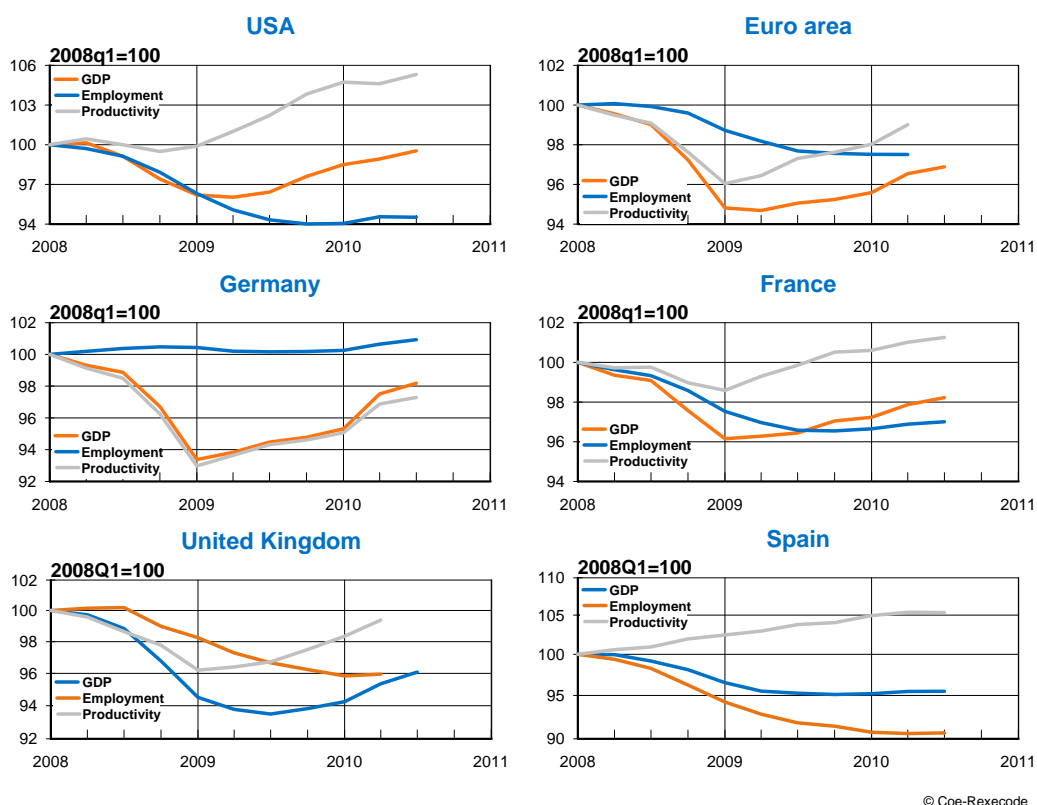 USA
2008q1=100
106
103
100
97
94
GDP
Employment
Productivity
2008
2009
2010
2011
Euro area
2008q1=100
102
100
98
96
94
GDP
Employment
Productivity
2008
2009
2010
2011
Germany
2008q1=100
102
100
98
96
94
92
GDP
Employment
Productivity
2008
2009
2010
2011
France
2008q1=100
102
100
98
96
94
GDP
Employment
Productivity
2008
2009
2010
2011
United Kingdom
2008Q1=100
102
100
98
96
94
92
GDP
Employment
Productivity
2008
2009
2010
2011
Spain
2008Q1=100
110
105
100
95
90
GDP
Employment
Productivity
2008
2009
2010
2011
© Coe-Rexecode